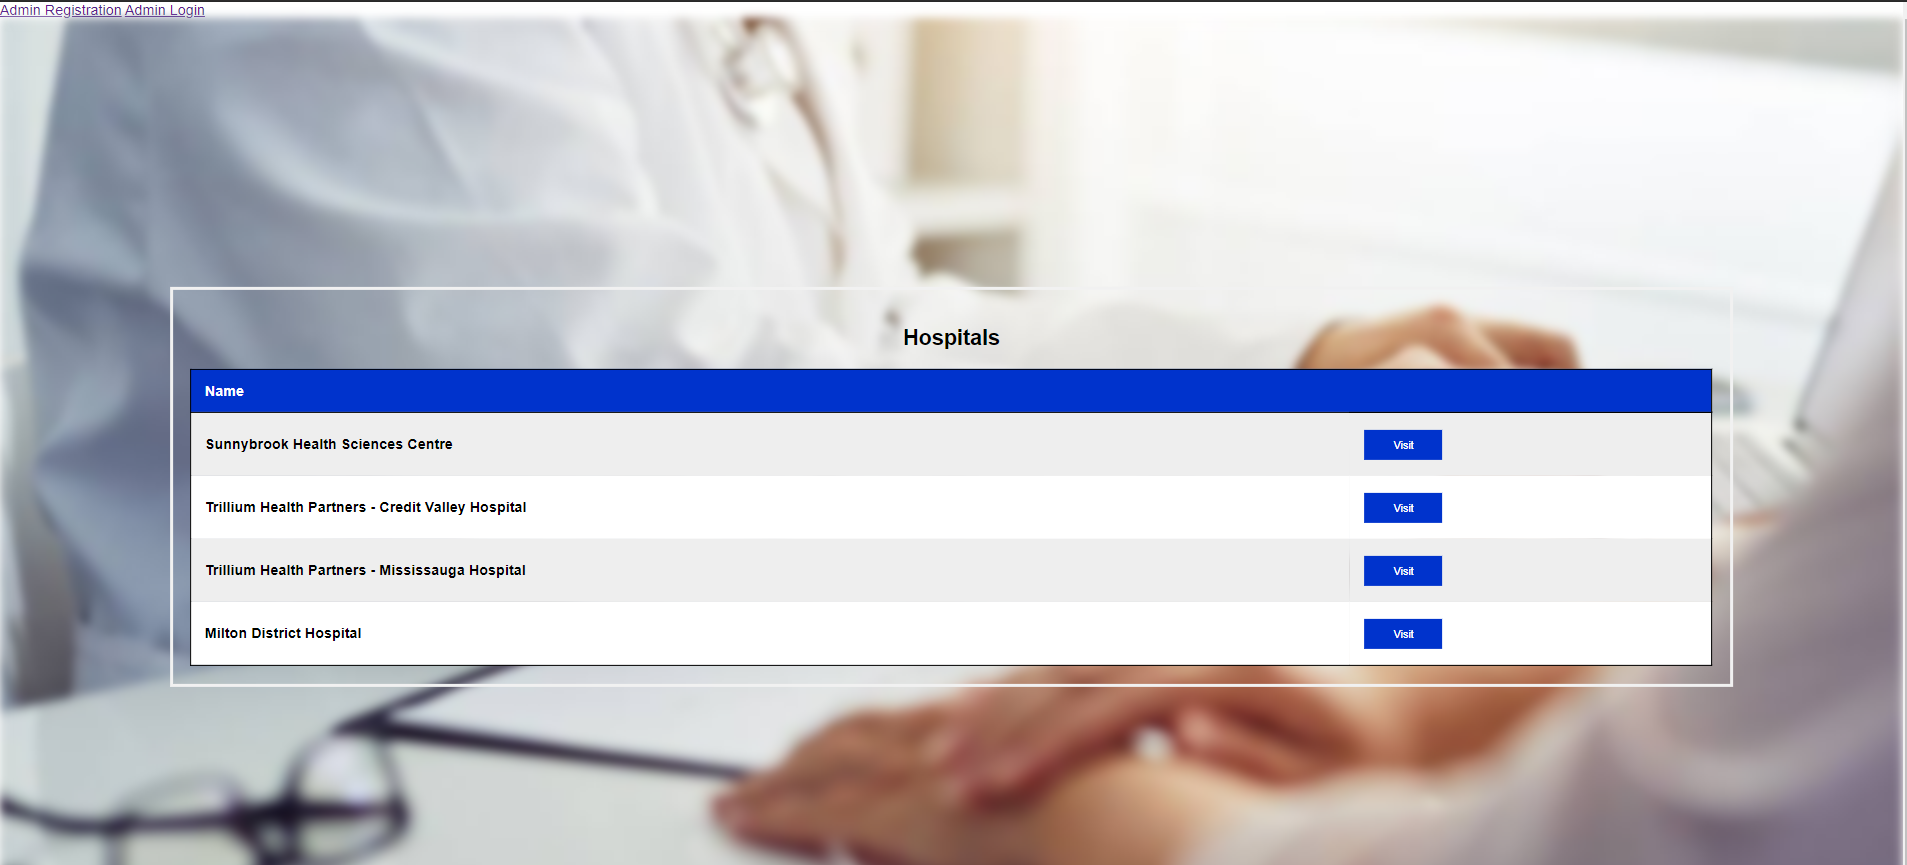 Admin Registration Admin Login
Hospitals
Name
Sunnybrook Health Sciences Centre Visit
Trillium Health Partners - Credit Valley Hospital Visit
Trillium Health Partners - Mississauga Hospital Visit
Milton District Hospital Visit